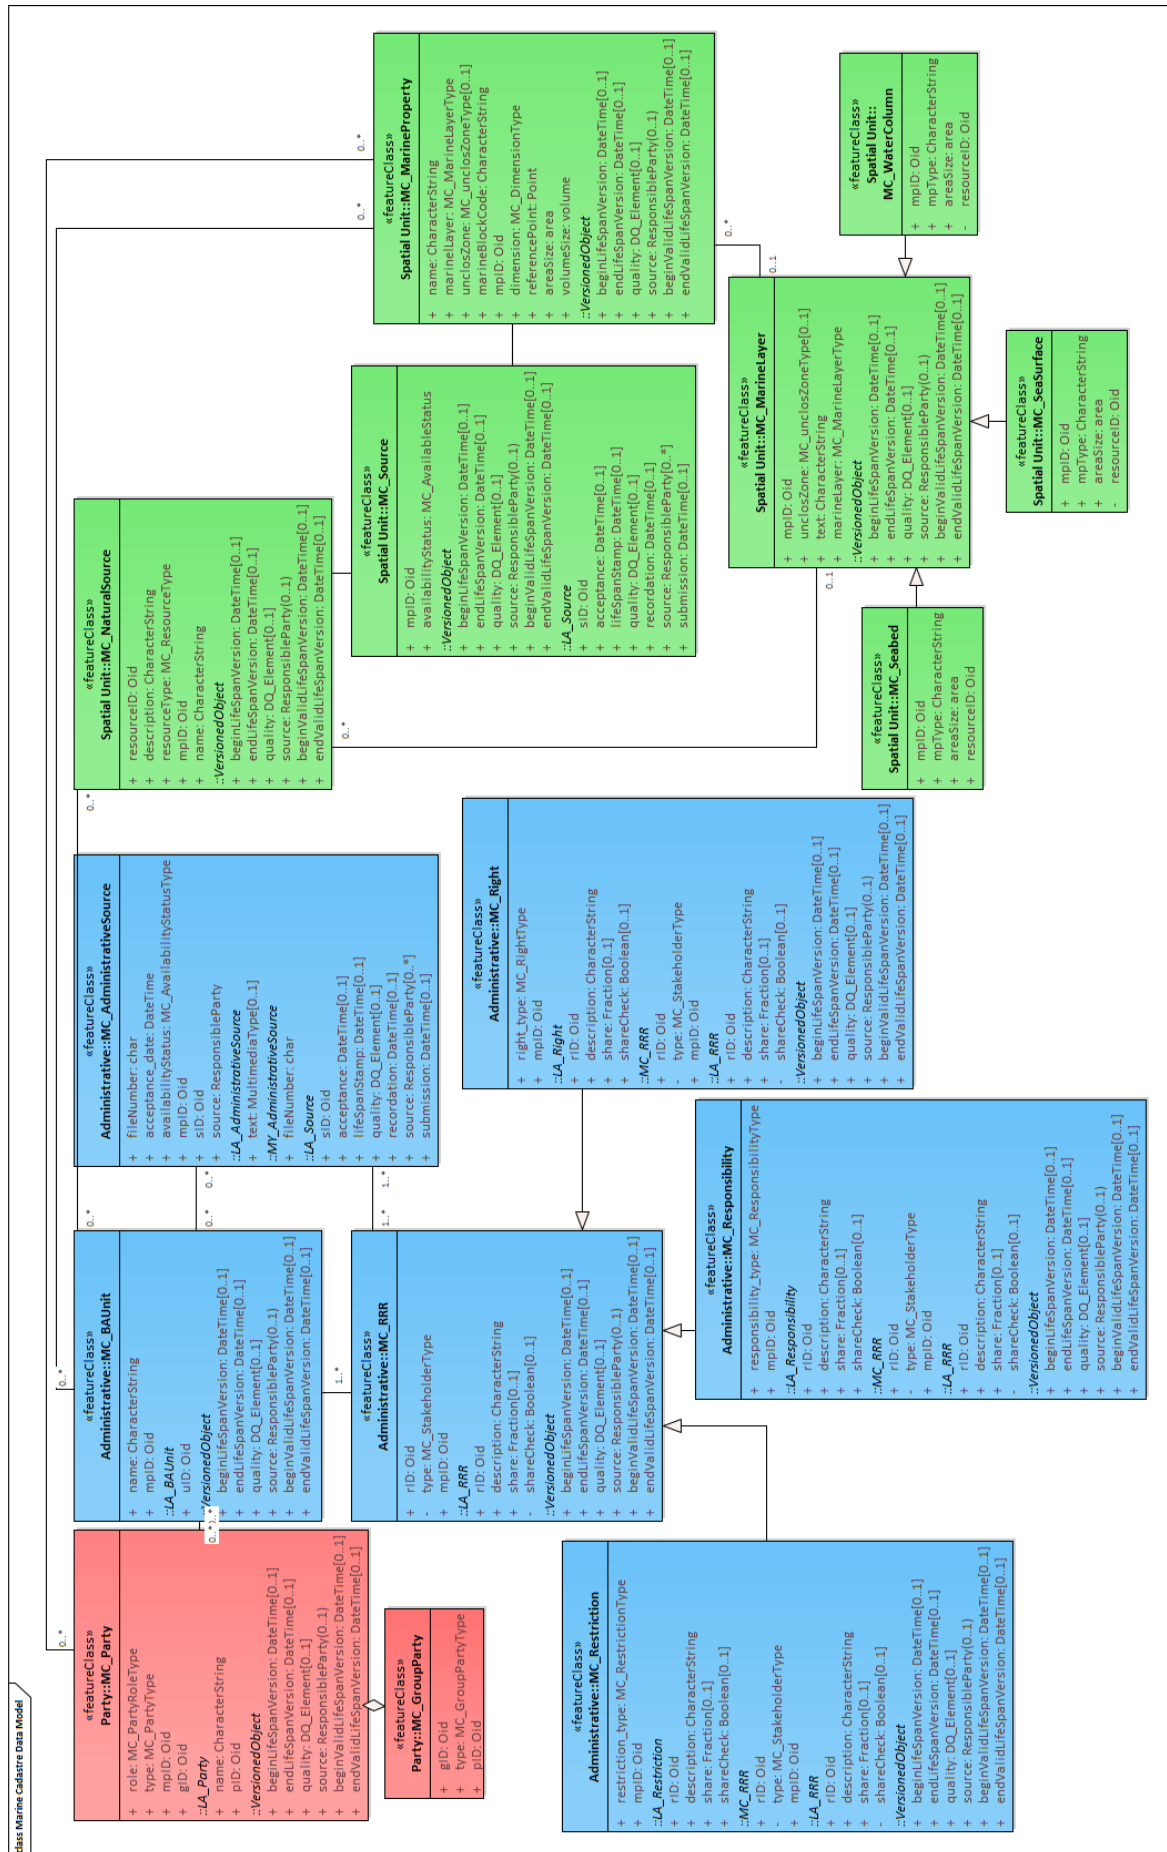 class Marine Cadastre Data Model
«featureClass»
Party::MC_Party
+ role: MC_PartyRoleType
+ type: MC_PartyType
+ mpID: Oid
+ gID: Oid
::LA_Party
+ name: CharacterString
+ pID: Oid
::VersionedObject
+ beginLifeSpanVersion: DateTime[0..1]
+ endLifeSpanVersion: DateTime[0..1]
+ quality: DQ_Element[0..1]
+ source: ResponsibleParty(0..1)
+ beginValidLifeSpanVersion: DateTime[0..1]
+ endValidLifeSpanVersion: DateTime[0..1]
«featureClass»
Party::MC_GroupParty
+ gID: Oid
+ type: MC_GroupPartyType
+ pID: Oid
«featureClass»
Administrative::MC_BAUnit
+ name: CharacterString
+ mpID: Oid
::LA_BAUnit
+ uID: Oid
::VersionedObject
+ beginLifeSpanVersion: DateTime[0..1]
+ endLifeSpanVersion: DateTime[0..1]
+ quality: DQ_Element[0..1]
+ source: ResponsibleParty(0..1)
+ beginValidLifeSpanVersion: DateTime[0..1]
+ endValidLifeSpanVersion: DateTime[0..1]
«featureClass»
Administrative::MC_AdministrativeSource
+ fileNumber: char
+ acceptance_date: DateTime
+ availabilityStatus: MC_AvailabilityStatusType
+ mpID: Oid
+ sID: Oid
+ source: ResponsibleParty
::LA_AdministrativeSource
+ text: MultimediaType[0..1]
::MY_AdministrativeSource
+ fileNumber: char
::LA_Source
+ sID: Oid
+ acceptance: DateTime[0..1]
+ lifeSpanStamp: DateTime[0..1]
+ quality: DQ_Element[0..1]
+ recordation: DateTime[0..1]
+ source: ResponsibleParty[0..*]
+ submission: DateTime[0..1]
«featureClass»
Spatial Unit::MC_NaturalSource
+ resourceID: Oid
+ description: CharacterString
+ resourceType: MC_ResourceType
+ mpID: Oid
+ name: CharacterString
::VersionedObject
+ beginLifeSpanVersion: DateTime[0..1]
+ endLifeSpanVersion: DateTime[0..1]
+ quality: DQ_Element[0..1]
+ source: ResponsibleParty(0..1)
+ beginValidLifeSpanVersion: DateTime[0..1]
+ endValidLifeSpanVersion: DateTime[0..1]
«featureClass»
Spatial Unit::MC_Source
+ mpID: Oid
+ availabilityStatus: MC_AvailableStatus
::VersionedObject
+ beginLifeSpanVersion: DateTime[0..1]
+ endLifeSpanVersion: DateTime[0..1]
+ quality: DQ_Element[0..1]
+ source: ResponsibleParty(0..1)
+ beginValidLifeSpanVersion: DateTime[0..1]
+ endValidLifeSpanVersion: DateTime[0..1]
::LA_Source
+ sID: Oid
+ acceptance: DateTime[0..1]
+ lifeSpanStamp: DateTime[0..1]
+ quality: DQ_Element[0..1]
+ recordation: DateTime[0..1]
+ source: ResponsibleParty[0..*]
+ submission: DateTime[0..1]
«featureClass»
Spatial Unit::MC_MarineProperty
+ name: CharacterString
+ marinelLayer: MC_MarineLayerType
+ unclosZone: MC_unclosZoneType[0..1]
+ marineBlockCode: CharacterString
+ mpID: Oid
+ dimension: MC_DimensionType
+ referencePoint: Point
+ areaSize: area
+ volumeSize: volume
::VersionedObject
+ beginLifeSpanVersion: DateTime[0..1]
+ endLifeSpanVersion: DateTime[0..1]
+ quality: DQ_Element[0..1]
+ source: ResponsibleParty(0..1)
+ beginValidLifeSpanVersion: DateTime[0..1]
+ endValidLifeSpanVersion: DateTime[0..1]
«featureClass»
Administrative::MC_RRR
+ rID: Oid
- type: MC_StakeholderType
+ mpID: Oid
::LA_RRR
+ rID: Oid
+ description: CharacterString
+ share: Fraction[0..1]
- shareCheck: Boolean[0..1]
::VersionedObject
+ beginLifeSpanVersion: DateTime[0..1]
+ endLifeSpanVersion: DateTime[0..1]
+ quality: DQ_Element[0..1]
+ source: ResponsibleParty(0..1)
+ beginValidLifeSpanVersion: DateTime[0..1]
+ endValidLifeSpanVersion: DateTime[0..1]
«featureClass»
Administrative::MC_Right
+ right_type: MC_RightType
+ mpID: Oid
::LA_Right
+ rID: Oid
+ description: CharacterString
+ share: Fraction[0..1]
+ shareCheck: Boolean[0..1]
::MC_RRR
+ rID: Oid
- type: MC_StakeholderType
+ mpID: Oid
::LA_RRR
+ rID: Oid
+ description: CharacterString
+ share: Fraction[0..1]
- shareCheck: Boolean[0..1]
::VersionedObject
+ beginLifeSpanVersion: DateTime[0..1]
+ endLifeSpanVersion: DateTime[0..1]
+ quality: DQ_Element[0..1]
+ source: ResponsibleParty(0..1)
+ beginValidLifeSpanVersion: DateTime[0..1]
+ endValidLifeSpanVersion: DateTime[0..1]
«featureClass»
Administrative::MC_Restriction
+ restriction_type: MC_RestrictionType
+ mpID: Oid
::LA_Restriction
+ rID: Oid
+ description: CharacterString
+ share: Fraction[0..1]
+ shareCheck: Boolean[0..1]
::MC_RRR
+ rID: Oid
- type: MC_StakeholderType
+ mpID: Oid
::LA_RRR
+ rID: Oid
+ description: CharacterString
+ share: Fraction[0..1]
- shareCheck: Boolean[0..1]
::VersionedObject
+ beginLifeSpanVersion: DateTime[0..1]
+ endLifeSpanVersion: DateTime[0..1]
+ quality: DQ_Element[0..1]
+ source: ResponsibleParty(0..1)
+ beginValidLifeSpanVersion: DateTime[0..1]
+ endValidLifeSpanVersion: DateTime[0..1]
«featureClass»
Administrative::MC_Responsibility
+ responsibility_type: MC_ResponsibilityType
+ mpID: Oid
::LA_Responsibility
+ rID: Oid
+ description: CharacterString
+ share: Fraction[0..1]
+ shareCheck: Boolean[0..1]
::MC_RRR
+ rID: Oid
- type: MC_StakeholderType
+ mpID: Oid
::LA_RRR
+ rID: Oid
+ description: CharacterString
+ share: Fraction[0..1]
- shareCheck: Boolean[0..1]
::VersionedObject
+ beginLifeSpanVersion: DateTime[0..1]
+ endLifeSpanVersion: DateTime[0..1]
+ quality: DQ_Element[0..1]
+ source: ResponsibleParty(0..1)
+ beginValidLifeSpanVersion: DateTime[0..1]
+ endValidLifeSpanVersion: DateTime[0..1]
«featureClass»
Spatial Unit::MC_MarineLayer
+ mpID: Oid
+ unclosZone: MC_unclosZoneType[0..1]
+ text: CharacterString
+ marineLayer: MC_MarineLayerType
::VersionedObject
+ beginLifeSpanVersion: DateTime[0..1]
+ endLifeSpanVersion: DateTime[0..1]
+ quality: DQ_Element[0..1]
+ source: ResponsibleParty(0..1)
+ beginValidLifeSpanVersion: DateTime[0..1]
+ endValidLifeSpanVersion: DateTime[0..1]
«featureClass»
Spatial Unit::MC_Seabed
+ mpID: Oid
+ mpType: CharacterString
+ areaSize: area
- resourceID: Oid
«featureClass»
Spatial Unit::MC_SeaSurface
+ mpID: Oid
+ mpType: CharacterString
+ areaSize: area
- resourceID: Oid
«featureClass»
Spatial Unit::
MC_WaterColumn
+ mpID: Oid
+ mpType: CharacterString
+ areaSize: area
- resourceID: Oid
0..*
0..*
0..*
0..*
0..*
0..*
0..*
0..*
0..*
1..*
1..*
1..*
0..*
0..1
0..*
0..1